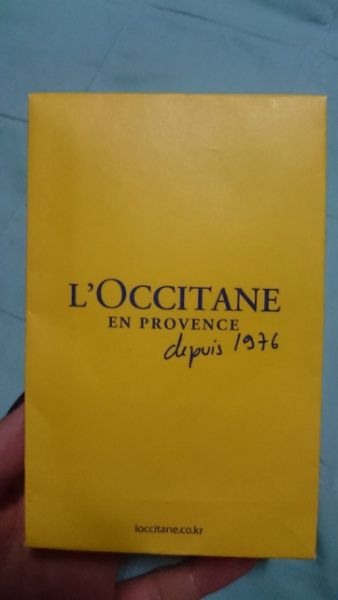 L'OCCITANE
EN PROVENCE
depuis 1976
loccitane.co.kr